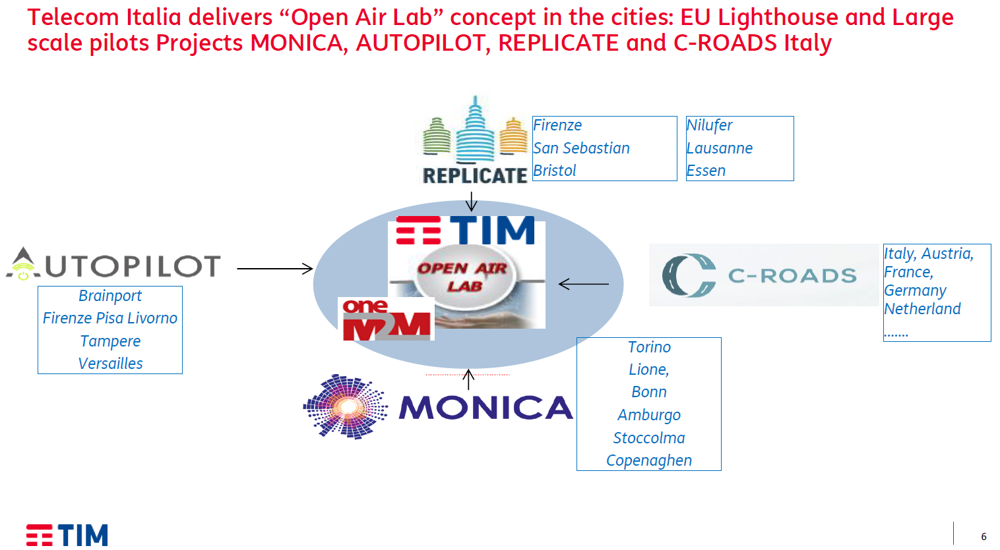 Telecom Italia delivers “Open Air Lab” concept in the cities: EU Lighthouse and Large
scale pilots Projects MONICA, AUTOPILOT, REPLICATE and C-ROADS Italy
REPLICATE
Firenze
San Sebastian
Bristol
Nilufer
Lausanne
Essen
TIM
OPEN AIR
LAB
one
M2M
AUTOPILOT
Brainport
Firenze Pisa Livorno
Tampere
Versailles
C-ROADS
Italy, Austria,
France,
Germany
Netherland
.......
MONICA
Torino
Lione,
Bonn
Amburgo
Stoccolma
Copenaghen
TIM
6